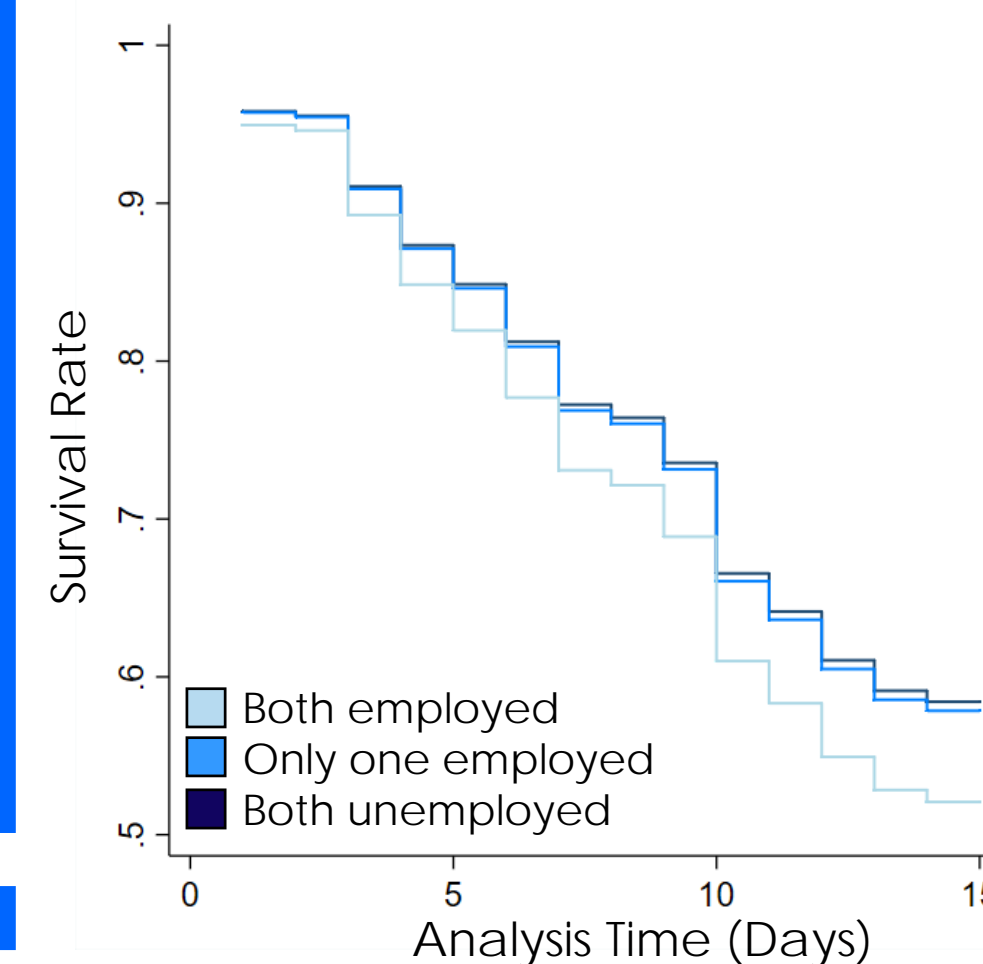 1
.9
.8
.7
.6
.5
Survival Rate
Both employed
Only one employed
Both unemployed
0 5 10 15
Analysis Time (Days)